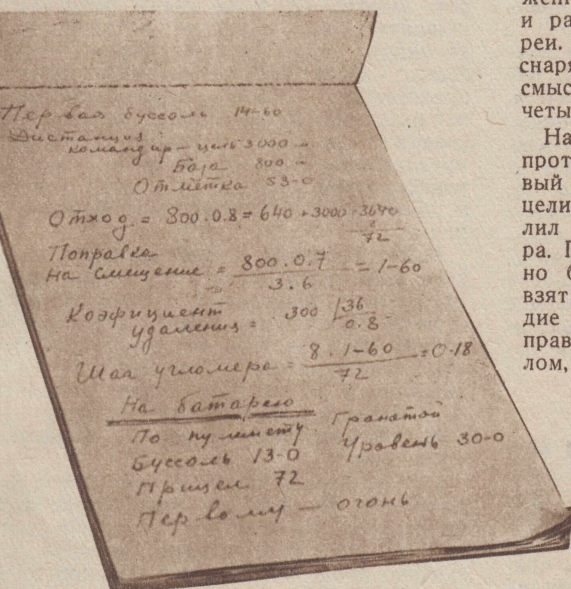 Первая буссоль 14-60
Дистанция
командир — цель 3000 м
База 800 м
Отметка 53-0
Отход = 800.0.8 = 640 + 3000 = 3640
72
Поправка
на смещение = 800.0.7 / 3.6 = 1-60
Коэфициент
удаления = 300 36
0.8
Шаг угломера = 8.1-60 / 72 = 0-18
На батарею
По пулемету Гранатой
Буссоль 13-0 Уровень 30-0
Прицел 72
Первому — огонь
и ра
реи.
снаря
смыс
четы
На
прот
вый
цели
лил
ра. Г
но б
взят
дие
прав
лом,